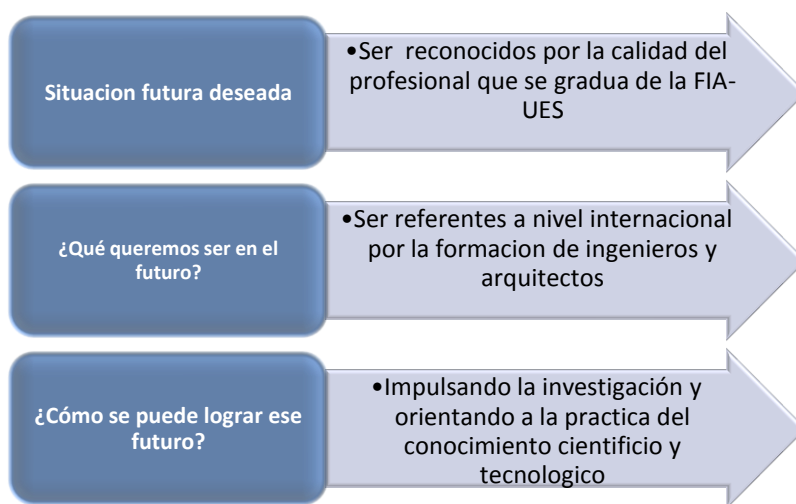 Situacion futura deseada
•Ser reconocidos por la calidad del
profesional que se gradua de la FIA-
UES
¿Qué queremos ser en el
futuro?
•Ser referentes a nivel internacional
por la formacion de ingenieros y
arquitectos
¿Cómo se puede lograr ese
futuro?
•Impulsando la investigación y
orientando a la practica del
conocimiento cientificio y
tecnologico